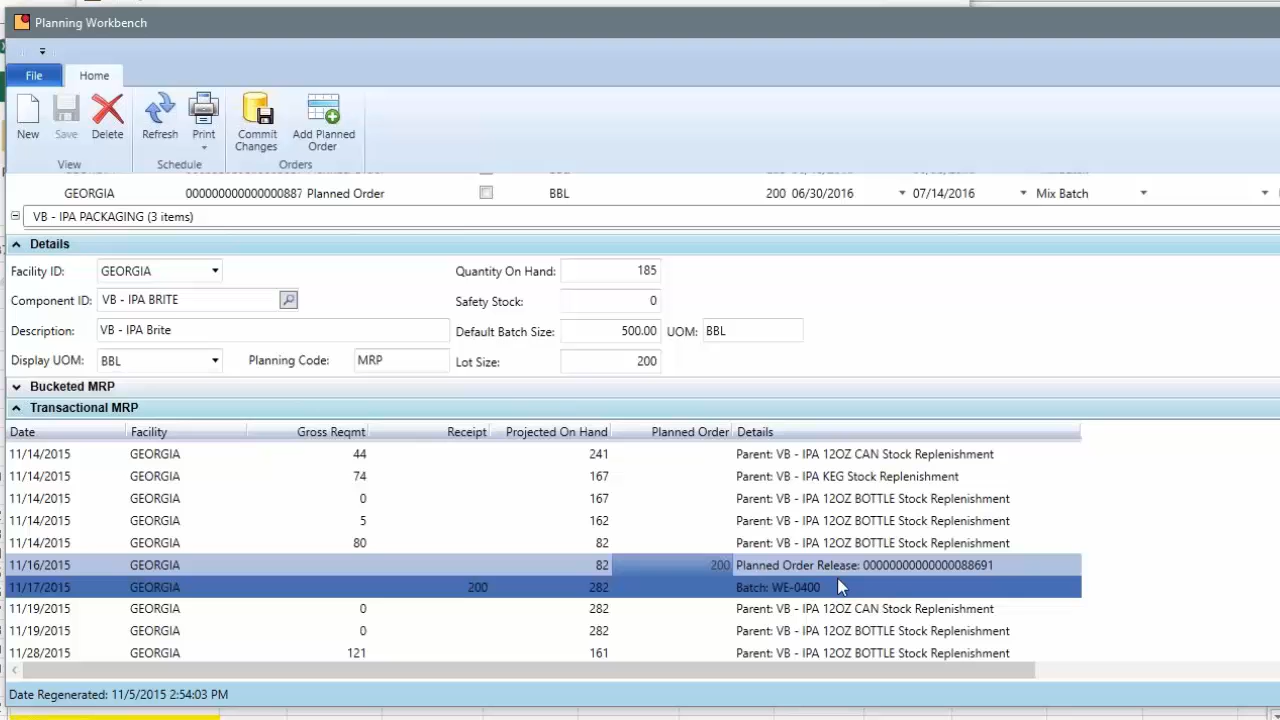 Planning Workbench
File Home
New Save Delete Refresh Print Commit Changes Add Planned Order
View Schedule Orders
GEORGIA 000000000000000887 Planned Order BBL 200 06/30/2016 07/14/2016 Mix Batch
VB - IPA PACKAGING (3 items)
Details
Facility ID: GEORGIA Quantity On Hand: 185
Component ID: VB - IPA BRITE Safety Stock: 0
Description: VB - IPA Brite Default Batch Size: 500.00 UOM: BBL
Display UOM: BBL Planning Code: MRP Lot Size: 200
Bucketed MRP
Transactional MRP
Date Facility Gross Reqmt Receipt Projected On Hand Planned Order Details
11/14/2015 GEORGIA 44 241 Parent: VB - IPA 12OZ CAN Stock Replenishment
11/14/2015 GEORGIA 74 167 Parent: VB - IPA KEG Stock Replenishment
11/14/2015 GEORGIA 0 167 Parent: VB - IPA 12OZ BOTTLE Stock Replenishment
11/14/2015 GEORGIA 5 162 Parent: VB - IPA 12OZ BOTTLE Stock Replenishment
11/14/2015 GEORGIA 80 82 Parent: VB - IPA 12OZ BOTTLE Stock Replenishment
11/16/2015 GEORGIA 82 200 Planned Order Release: 00000000000000088691
11/17/2015 GEORGIA 200 282 Batch: WE-0400
11/19/2015 GEORGIA 0 282 Parent: VB - IPA 12OZ CAN Stock Replenishment
11/19/2015 GEORGIA 0 282 Parent: VB - IPA 12OZ BOTTLE Stock Replenishment
11/28/2015 GEORGIA 121 161 Parent: VB - IPA 12OZ BOTTLE Stock Replenishment
Date Regenerated: 11/5/2015 2:54:03 PM